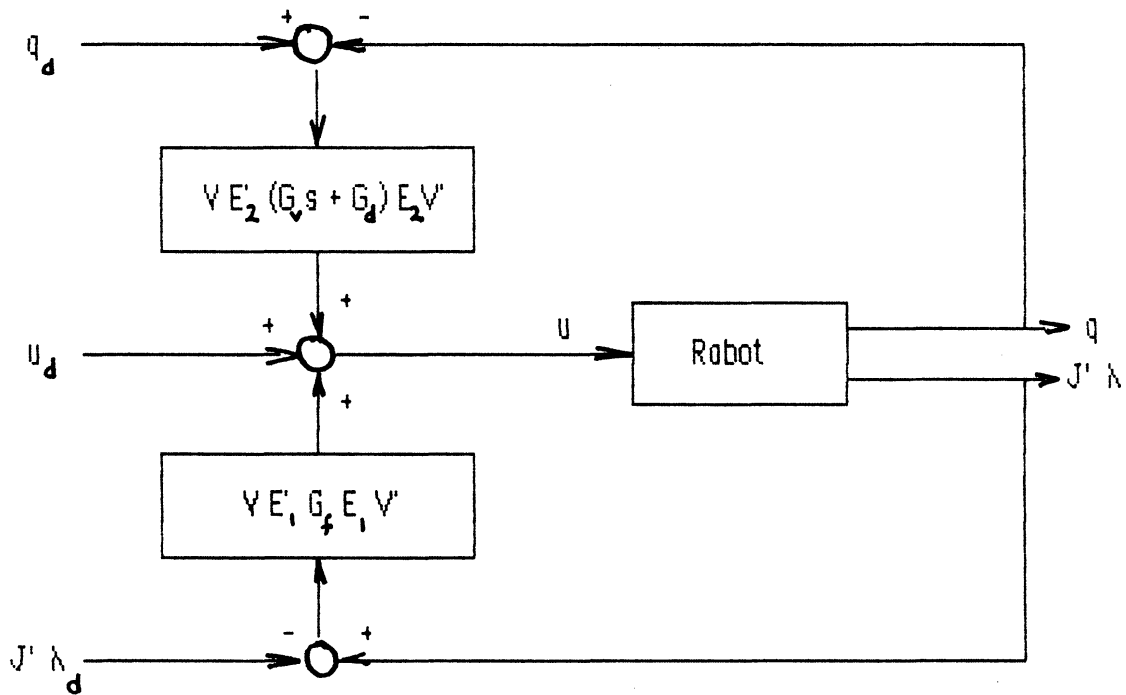 + -
q_d
V E'_2 (G_v s + G_d) E_2 V'
+
+
u_d
u
Robot
q
J' λ
+
V E'_1 G_f E_1 V'
- +
J' λ_d